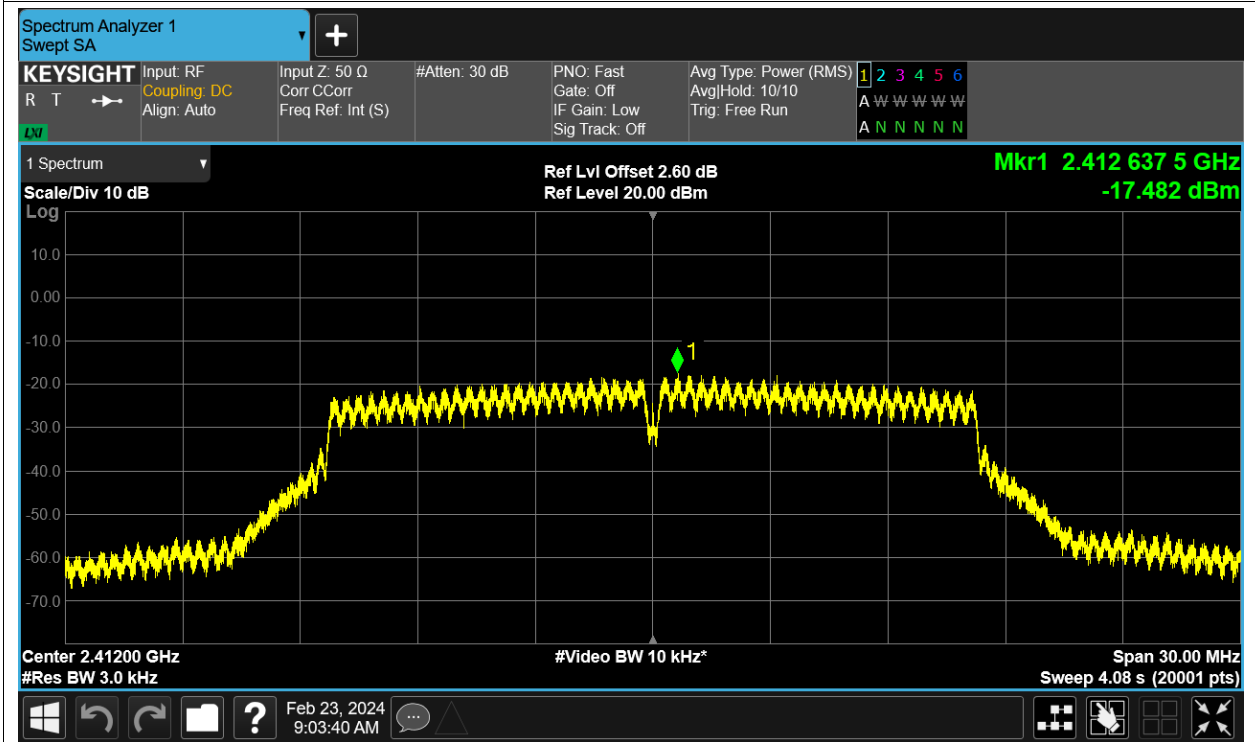 Spectrum Analyzer 1
Swept SA
KEYSIGHT
R T
LXI
Input: RF
Coupling: DC
Align: Auto
Input Z: 50 Ω
Corr CCorr
Freq Ref: Int (S)
#Atten: 30 dB
PNO: Fast
Gate: Off
IF Gain: Low
Sig Track: Off
Avg Type: Power (RMS)
Avg|Hold: 10/10
Trig: Free Run
1 2 3 4 5 6
A W W W W W
A N N N N N
1 Spectrum
Scale/Div 10 dB
Log
Ref Lvl Offset 2.60 dB
Ref Level 20.00 dBm
Mkr1 2.412 637 5 GHz
-17.482 dBm
10.0
0.00
-10.0
1
-20.0
-30.0
-40.0
-50.0
-60.0
-70.0
Center 2.41200 GHz
#Res BW 3.0 kHz
#Video BW 10 kHz*
Span 30.00 MHz
Sweep 4.08 s (20001 pts)
?
Feb 23, 2024
9:03:40 AM